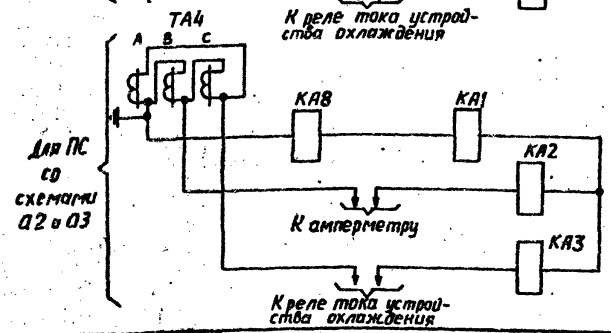 К реле тока устрой-
ства охлаждения
ТА4
А В С
КА8
КА1
КА2
Для ПС
со
схемами
А2 и А3
К амперметру
КА3
К реле тока устрой-
ства охлаждения